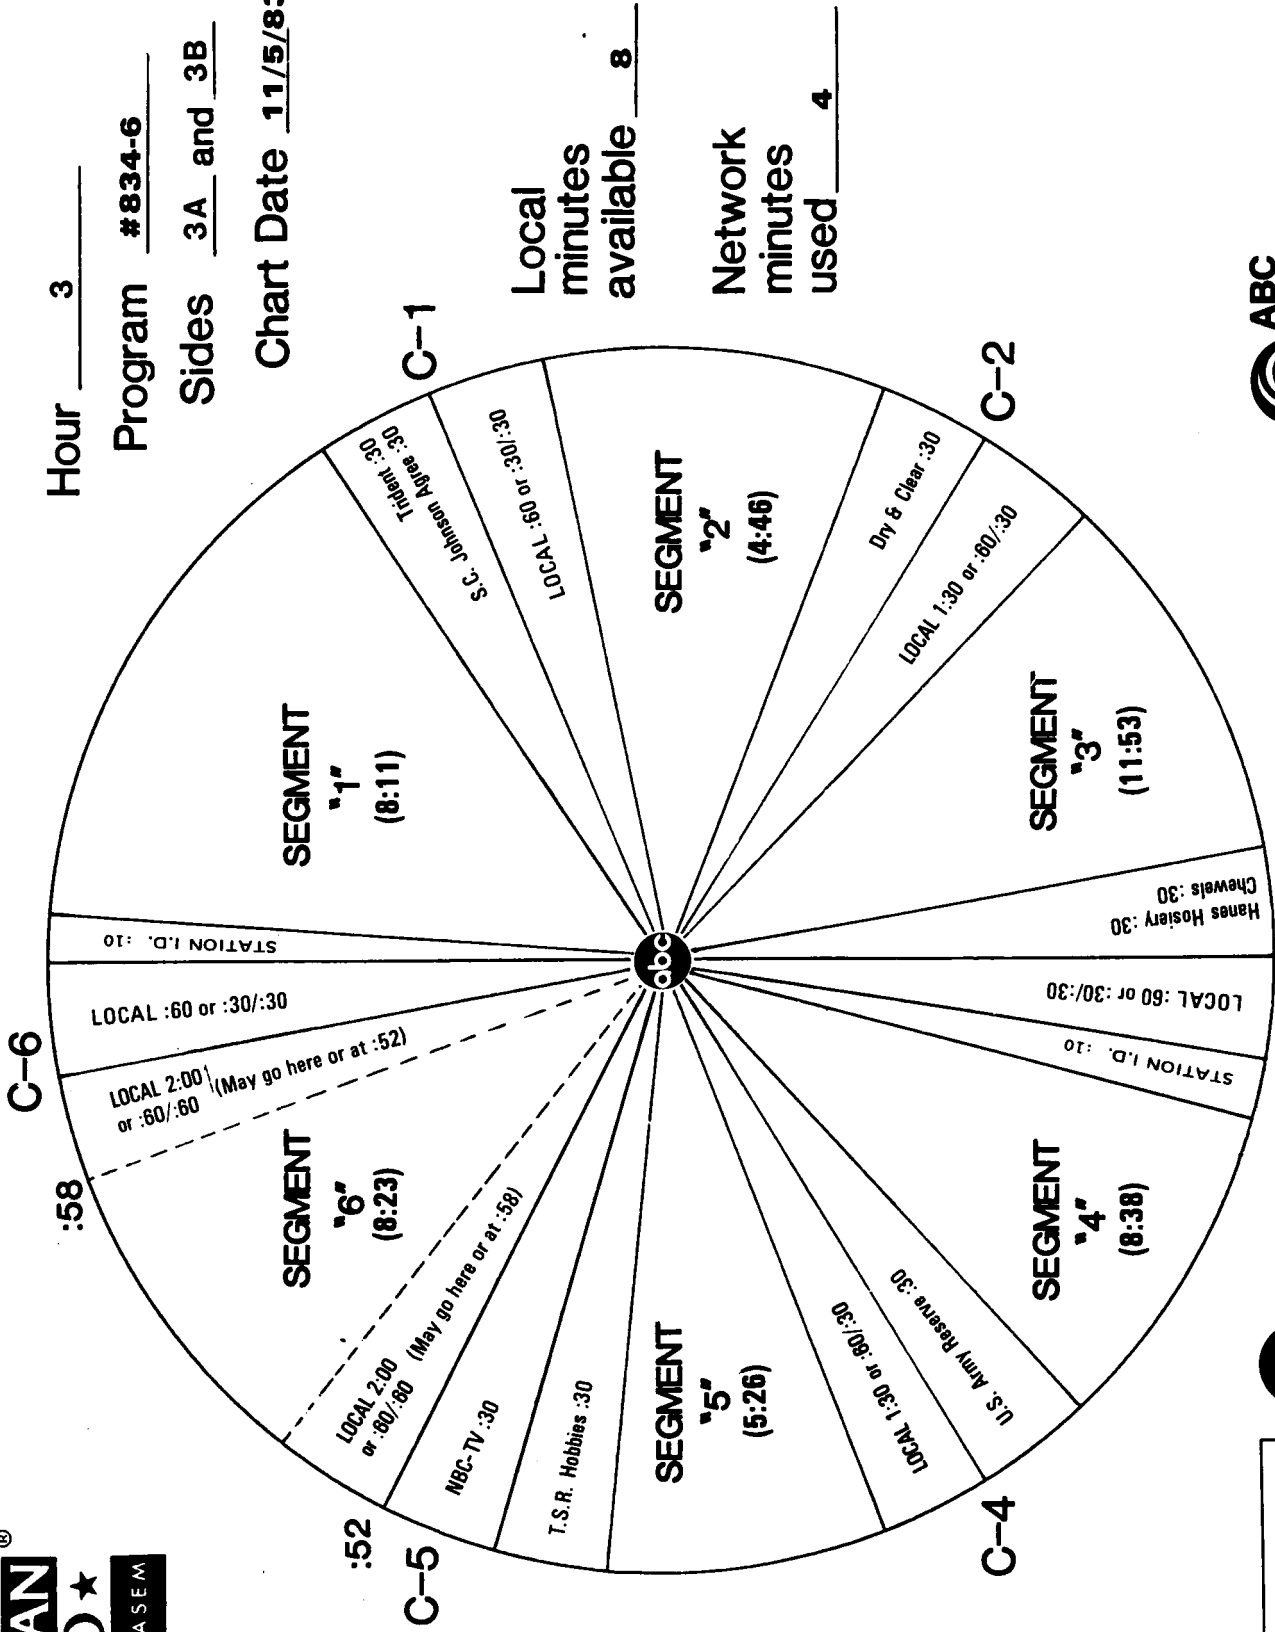 AN ®
ASEM
Hour 3
Program #834-6
Sides 3A and 3B
Chart Date 11/5/83
Local
minutes
available 8
Network
minutes
used 4
STATION I.D. :10
SEGMENT
"1"
(8:11)
Trident :30
S.C. Johnson Agree :30
C-1
LOCAL :60 or :30/:30
SEGMENT
"2"
(4:46)
Dry & Clear :30
C-2
LOCAL 1:30 or :60/:30
SEGMENT
"3"
(11:53)
Hanes Hosiery :30
Chewels :30
LOCAL :60 or :30/:30
STATION I.D. :10
SEGMENT
"4"
(8:38)
U.S. Army Reserve :30
C-4
LOCAL 1:30 or :60/:30
SEGMENT
"5"
(5:26)
T.S.R. Hobbies :30
NBC-TV :30
C-5
:52
LOCAL 2:00
or :60/:60 (May go here or at :58)
SEGMENT
"6"
(8:23)
:58
LOCAL 2:00
or :60/:60 (May go here or at :52)
C-6
LOCAL :60 or :30/:30
abc
ABC